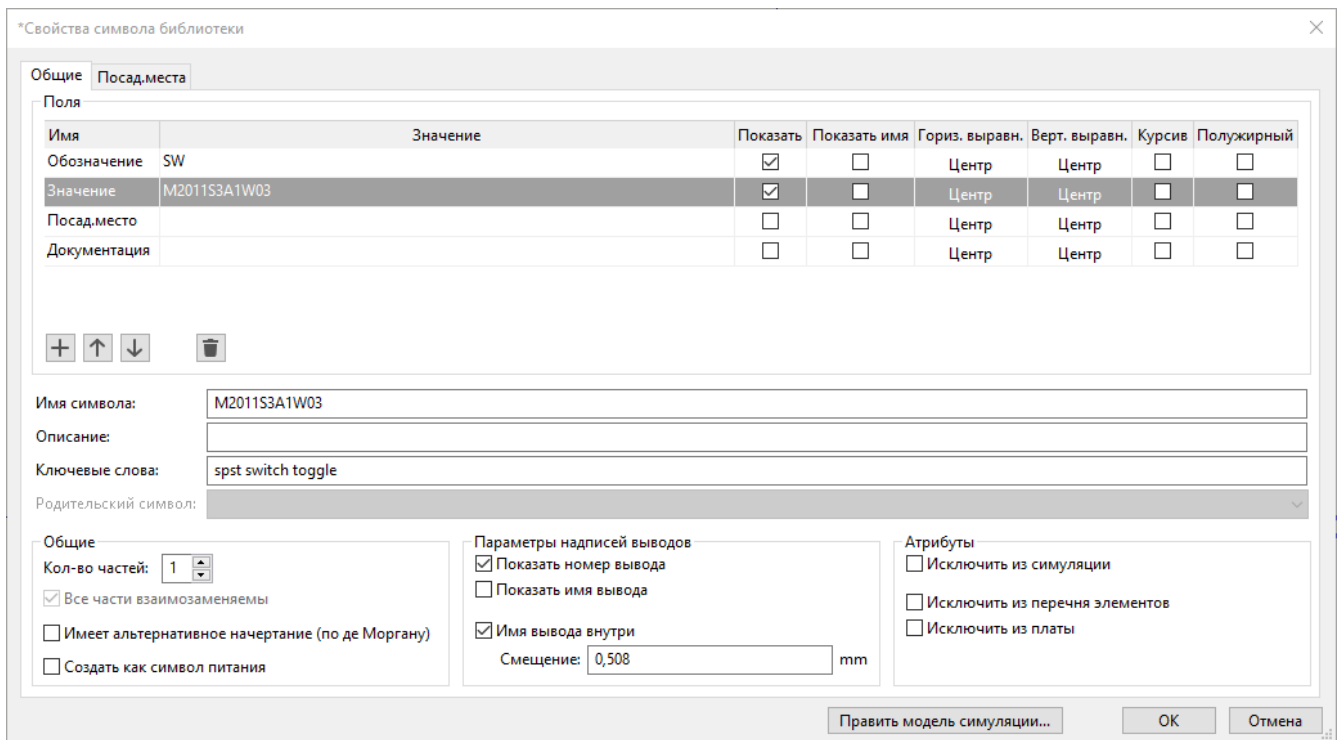 *Свойства символа библиотеки
Общие Посад.места
Поля
Имя Значение Показать Показать имя Гориз. выравн. Верт. выравн. Курсив Полужирный
Обозначение SW Центр Центр
Значение M2011S3A1W03 Центр Центр
Посад.место Центр Центр
Документация Центр Центр
Имя символа: M2011S3A1W03
Описание:
Ключевые слова: spst switch toggle
Родительский символ:
Общие
Кол-во частей: 1
Все части взаимозаменяемы
Имеет альтернативное начертание (по де Моргану)
Создать как символ питания
Параметры надписей выводов
Показать номер вывода
Показать имя вывода
Имя вывода внутри
Смещение: 0,508 mm
Атрибуты
Исключить из симуляции
Исключить из перечня элементов
Исключить из платы
Править модель симуляции... OK Отмена